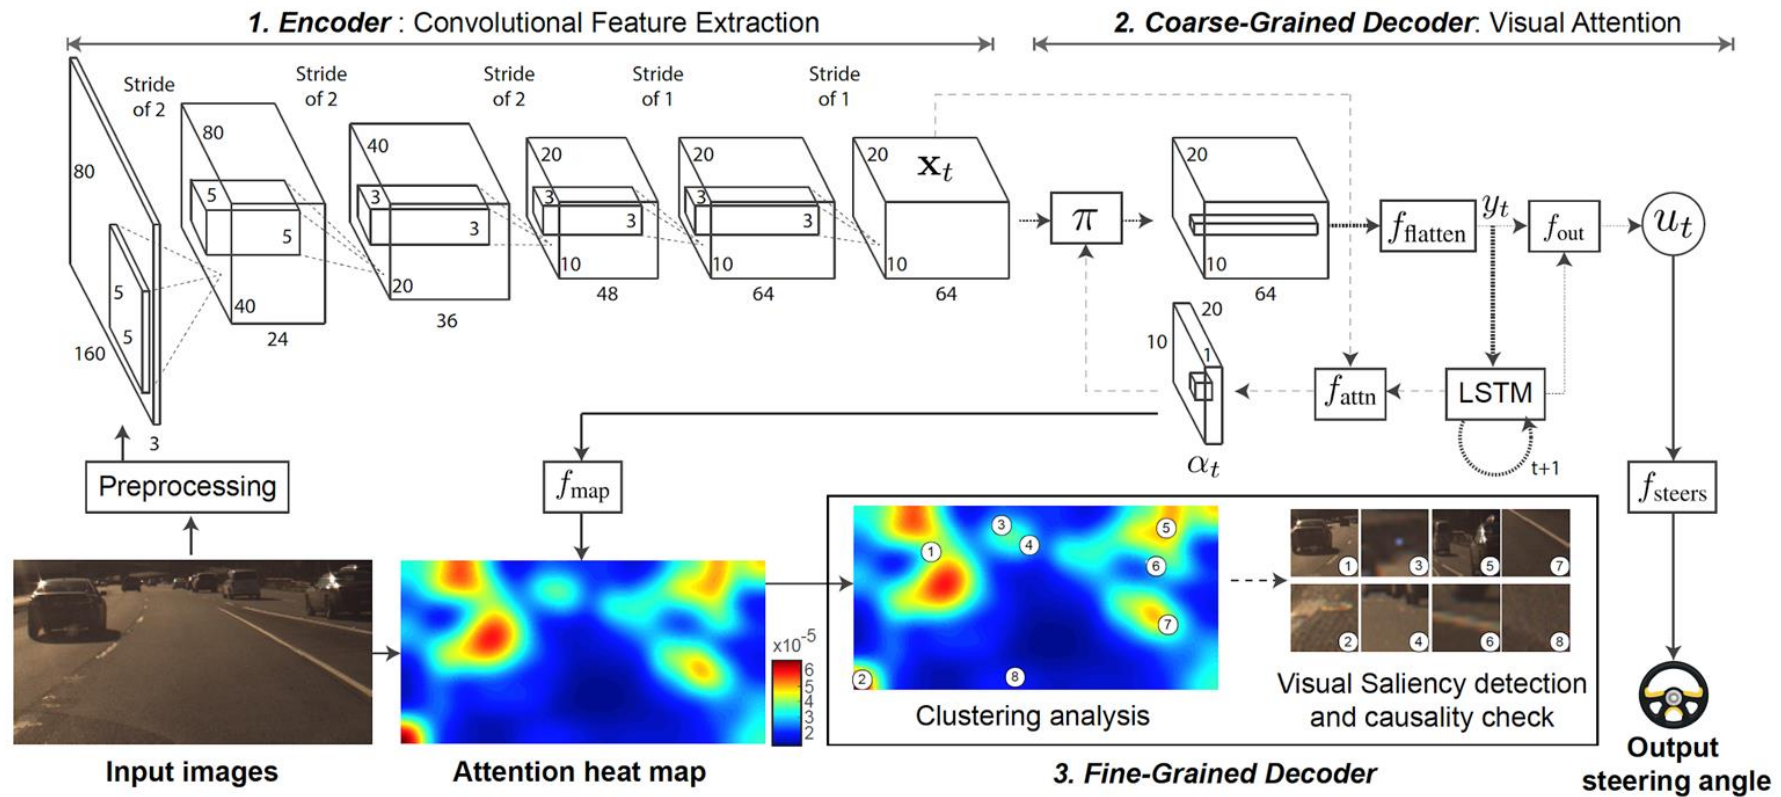 1. Encoder : Convolutional Feature Extraction
2. Coarse-Grained Decoder: Visual Attention
Stride
of 2
Stride
of 2
Stride
of 2
Stride
of 1
Stride
of 1
80
160
3
5
5
80
40
24
5
5
40
20
36
3
3
20
10
48
3
3
20
10
64
3
3
20
10
64
x_t
π
20
10
64
f_flatten
y_t
f_out
u_t
20
10
1
α_t
f_attn
LSTM
t+1
Preprocessing
f_map
f_steers
x10^-5
6
5
4
3
2
1
2
3
4
5
6
7
8
1
3
5
7
2
4
6
8
Clustering analysis
Visual Saliency detection
and causality check
Input images
Attention heat map
3. Fine-Grained Decoder
Output
steering angle